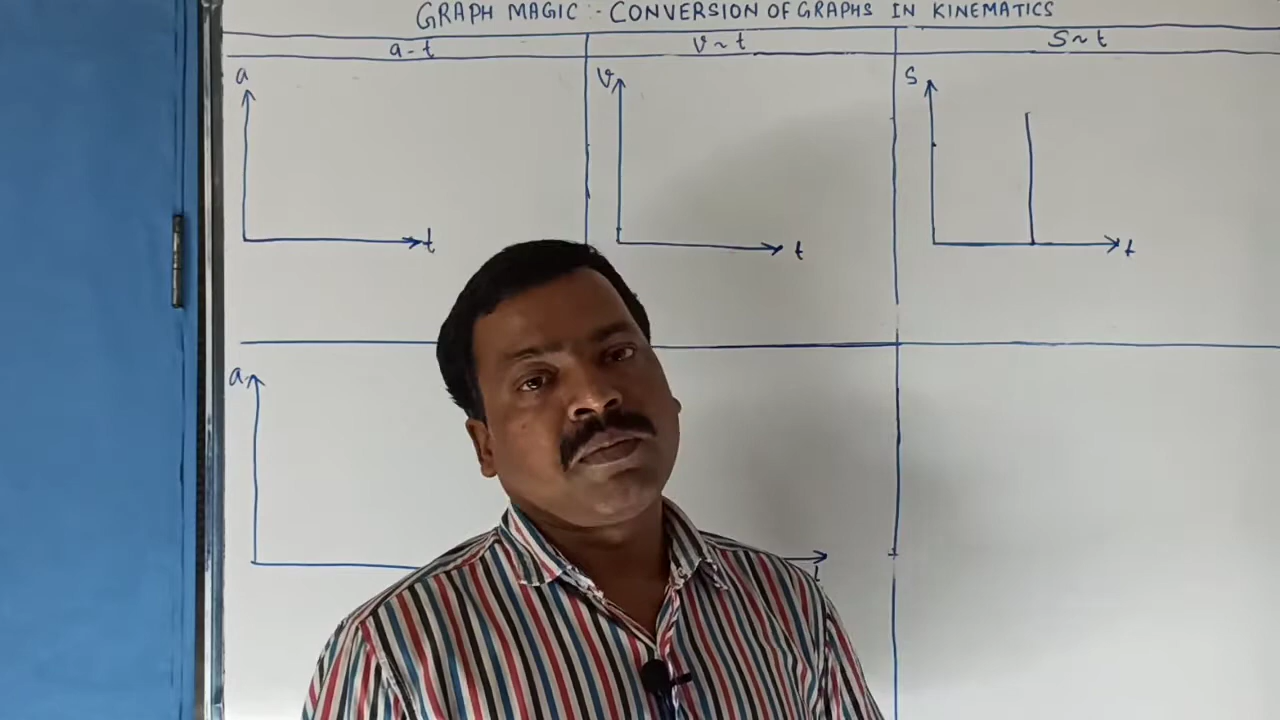 GRAPH MAGIC :- CONVERSION OF GRAPHS IN KINEMATICS
a - t
v ~ t
S ~ t
a
t
v
t
S
t
a
t